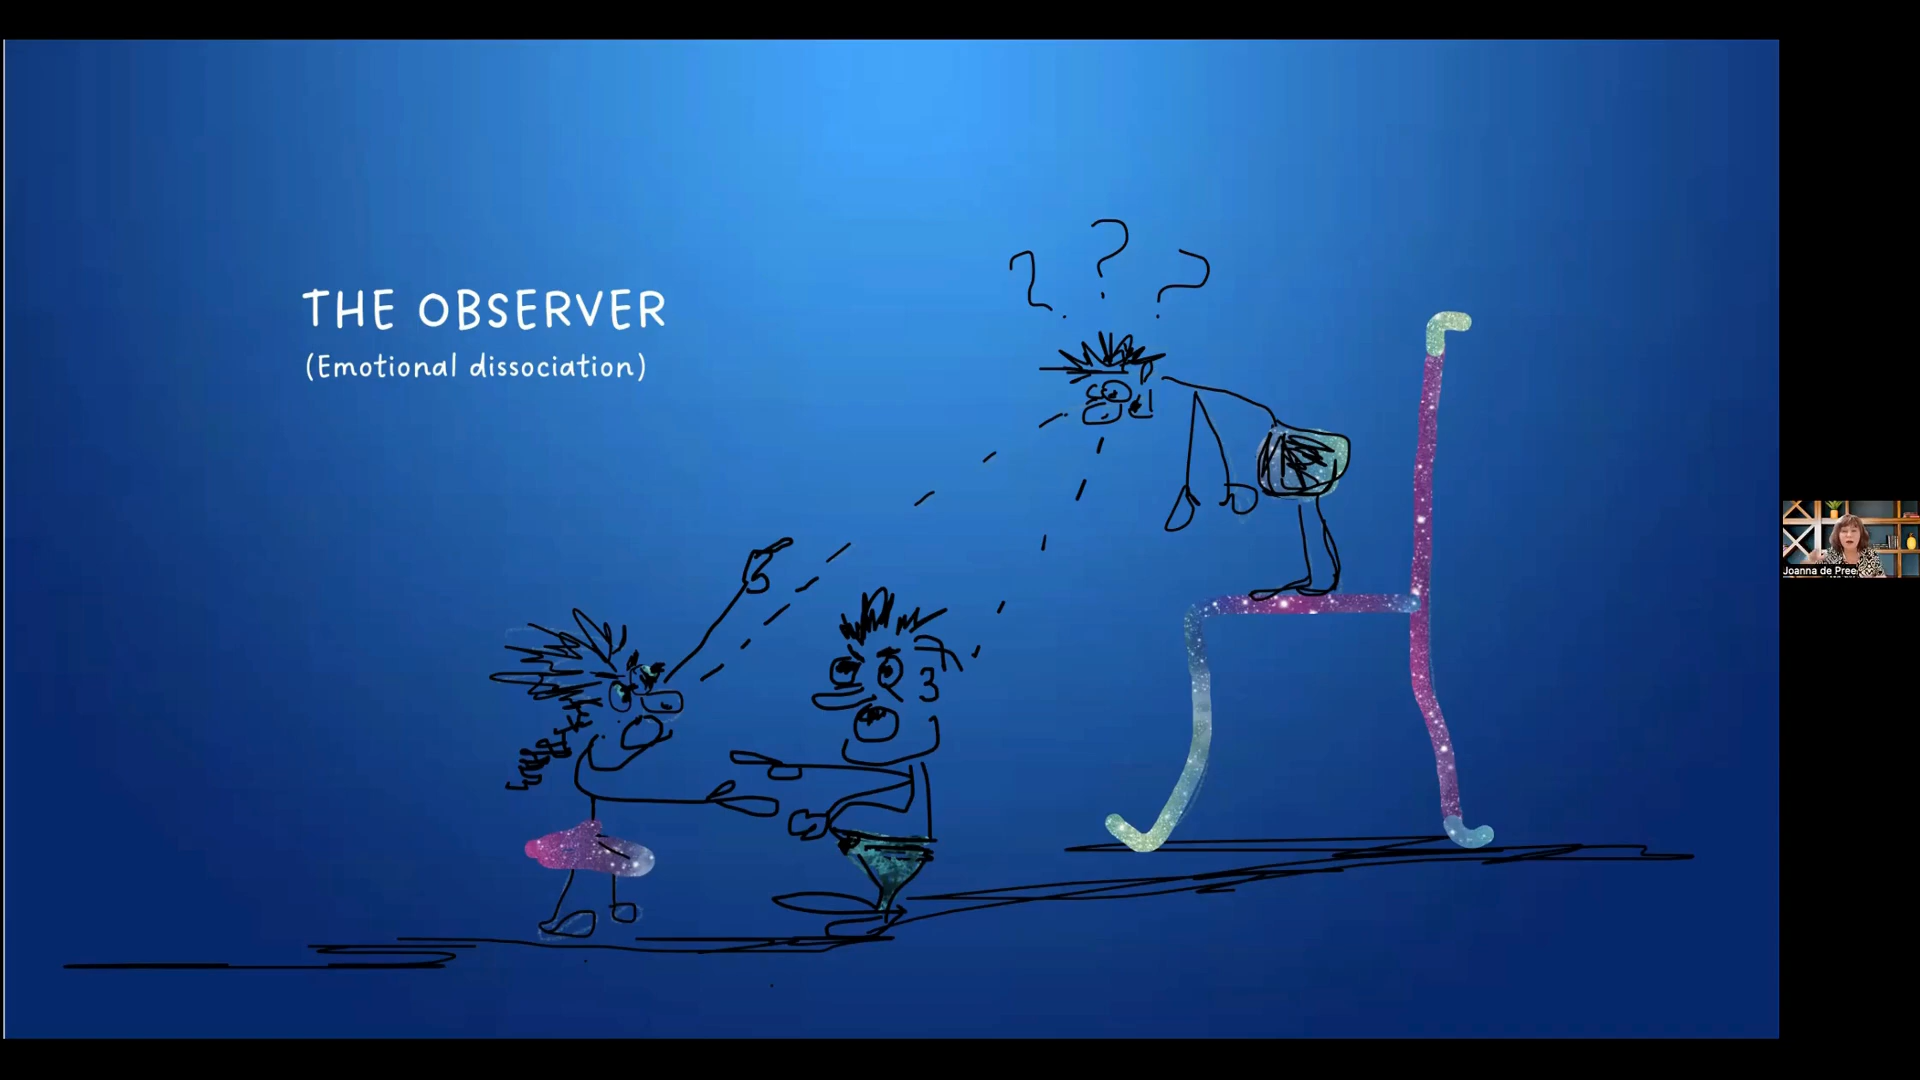 THE OBSERVER
(Emotional dissociation)
? ? ?
Joanna de Pree